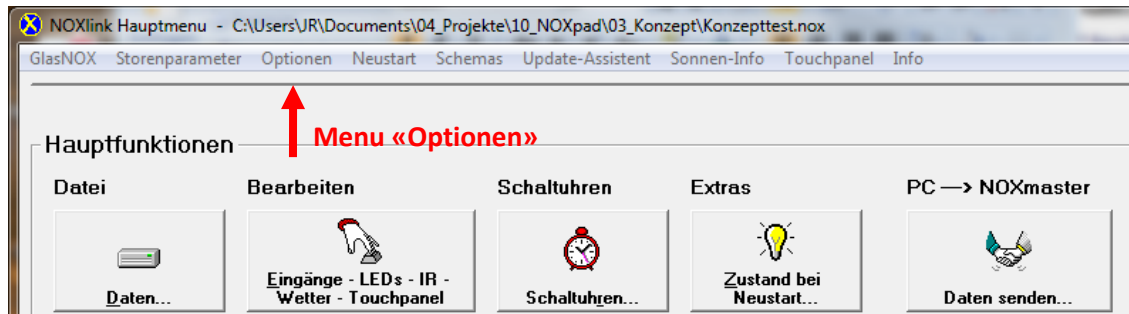 NOXlink Hauptmenu - C:\Users\JR\Documents\04_Projekte\10_NOXpad\03_Konzept\Konzepttest.nox
GlasNOX Storenparameter Optionen Neustart Schemas Update-Assistent Sonnen-Info Touchpanel Info
Menu «Optionen»
Hauptfunktionen
Datei Bearbeiten Schaltuhren Extras PC —> NOXmaster
Eingänge - LEDs - IR - Zustand bei
Daten... Wetter - Touchpanel Schaltuhren... Neustart... Daten senden...